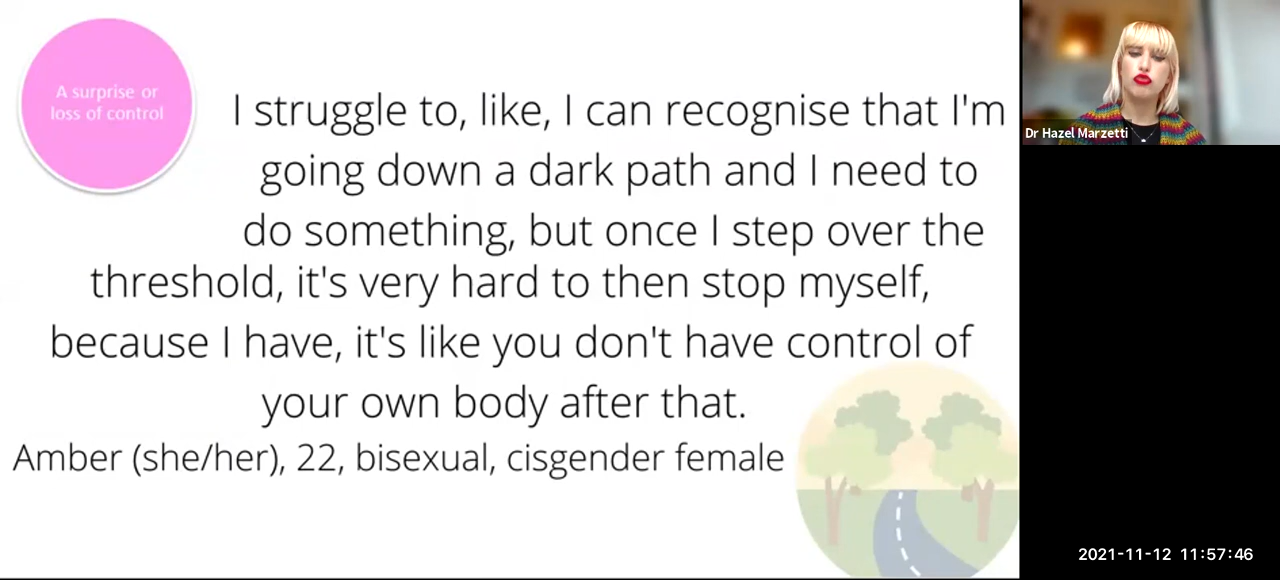 A surprise or
loss of control
I struggle to, like, I can recognise that I'm
going down a dark path and I need to
do something, but once I step over the
threshold, it's very hard to then stop myself,
because I have, it's like you don't have control of
your own body after that.
Amber (she/her), 22, bisexual, cisgender female
Dr Hazel Marzetti
2021-11-12 11:57:46